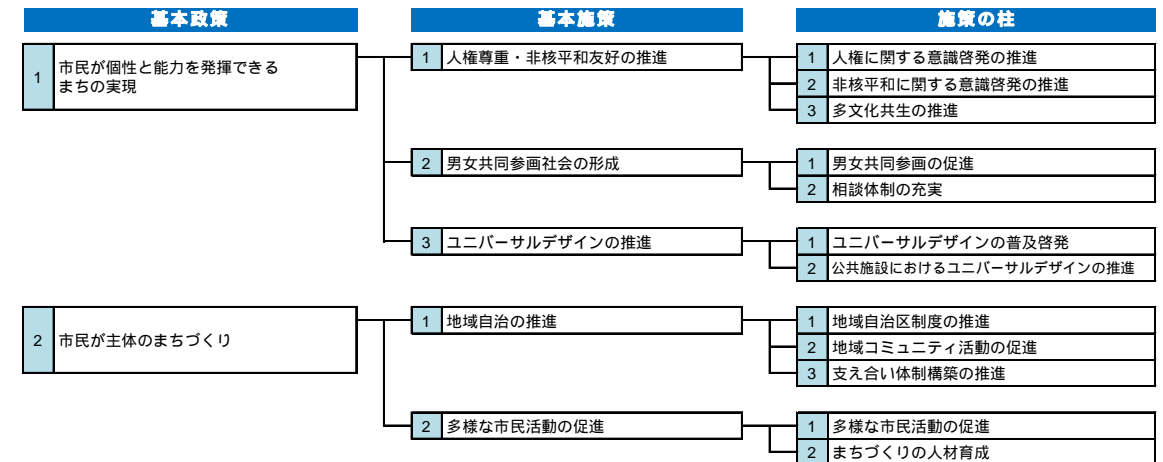 基本政策 基本施策 施策の柱
1 市民が個性と能力を発揮できる
まちの実現
1 人権尊重・非核平和友好の推進
1 人権に関する意識啓発の推進
2 非核平和に関する意識啓発の推進
3 多文化共生の推進
2 男女共同参画社会の形成
1 男女共同参画の促進
2 相談体制の充実
3 ユニバーサルデザインの推進
1 ユニバーサルデザインの普及啓発
2 公共施設におけるユニバーサルデザインの推進
2 市民が主体のまちづくり
1 地域自治の推進
1 地域自治区制度の推進
2 地域コミュニティ活動の促進
3 支え合い体制構築の推進
2 多様な市民活動の促進
1 多様な市民活動の促進
2 まちづくりの人材育成